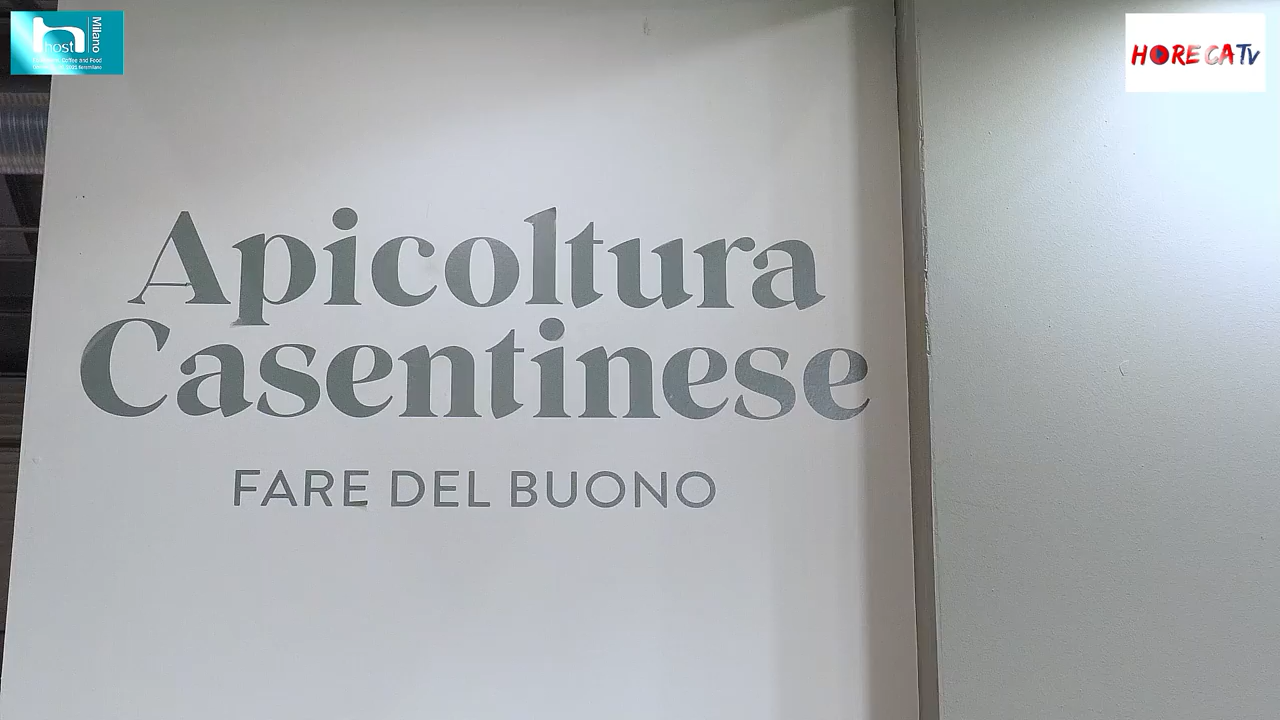 host
Milano
HORECATV
Apicoltura
Casentinese
FARE DEL BUONO